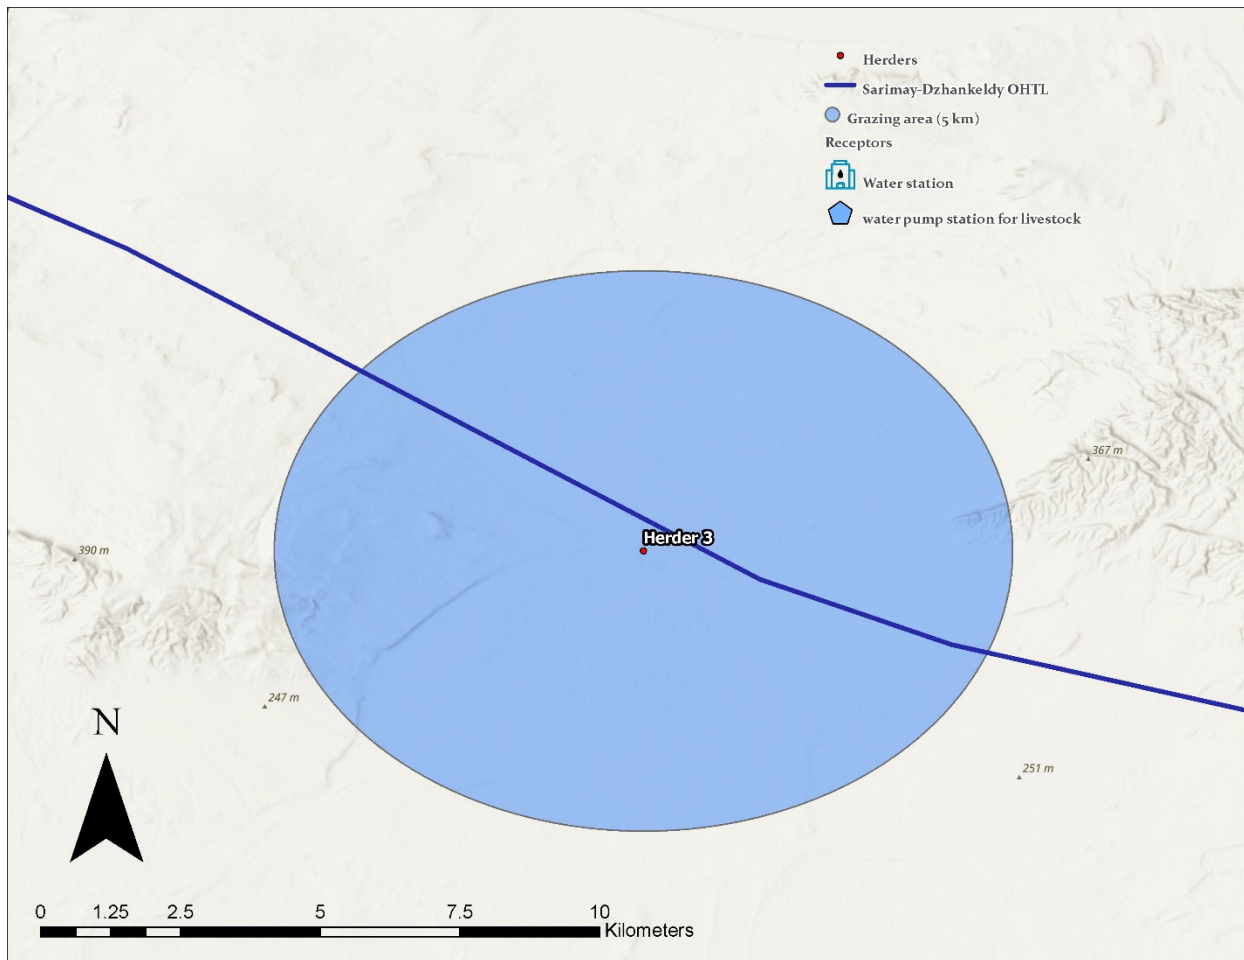 Herders
Sarimay-Dzhankeldy OHTL
Grazing area (5 km)
Receptors
Water station
water pump station for livestock
367 m
Herder 3
390 m
247 m
N
251 m
0 1.25 2.5 5 7.5 10
Kilometers